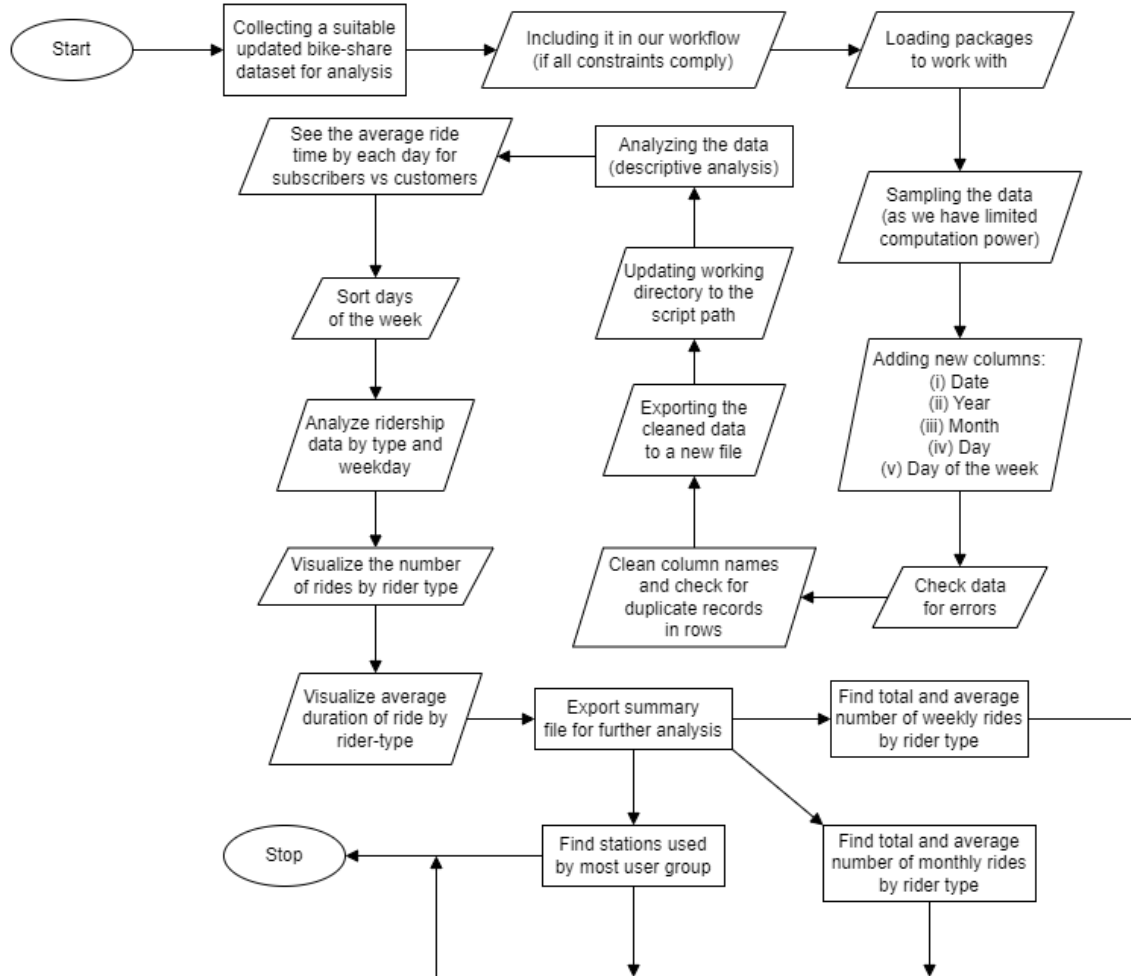 Start
Collecting a suitable
updated bike-share
dataset for analysis
Including it in our workflow
(if all constraints comply)
Loading packages
to work with
Sampling the data
(as we have limited
computation power)
Adding new columns:
(i) Date
(ii) Year
(iii) Month
(iv) Day
(v) Day of the week
Check data
for errors
Clean column names
and check for
duplicate records
in rows
Exporting the
cleaned data
to a new file
Updating working
directory to the
script path
Analyzing the data
(descriptive analysis)
See the average ride
time by each day for
subscribers vs customers
Sort days
of the week
Analyze ridership
data by type and
weekday
Visualize the number
of rides by rider type
Visualize average
duration of ride by
rider-type
Export summary
file for further analysis
Find total and average
number of weekly rides
by rider type
Find total and average
number of monthly rides
by rider type
Find stations used
by most user group
Stop